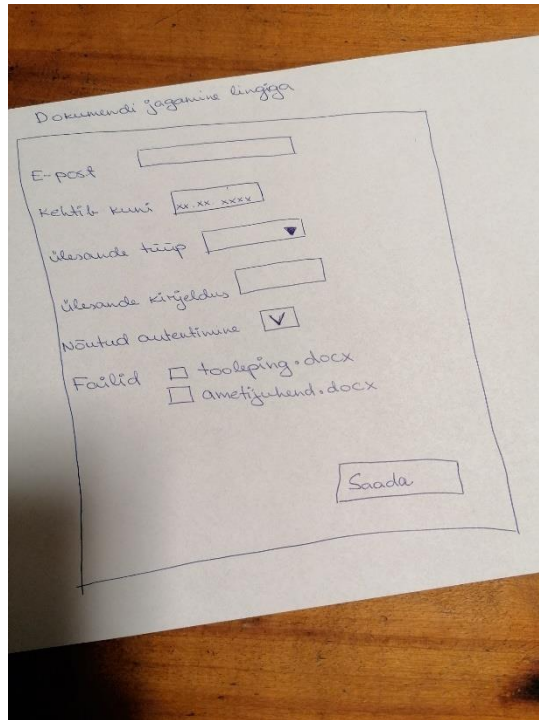 Dokumendi jagamine lingiga
E-post
Kehtib kuni xx.xx.xxxx
ülesande tüüp
ülesande kirjeldus
Nõutud autentimine
Failid tooleping.docx
ametijuhend.docx
Saada